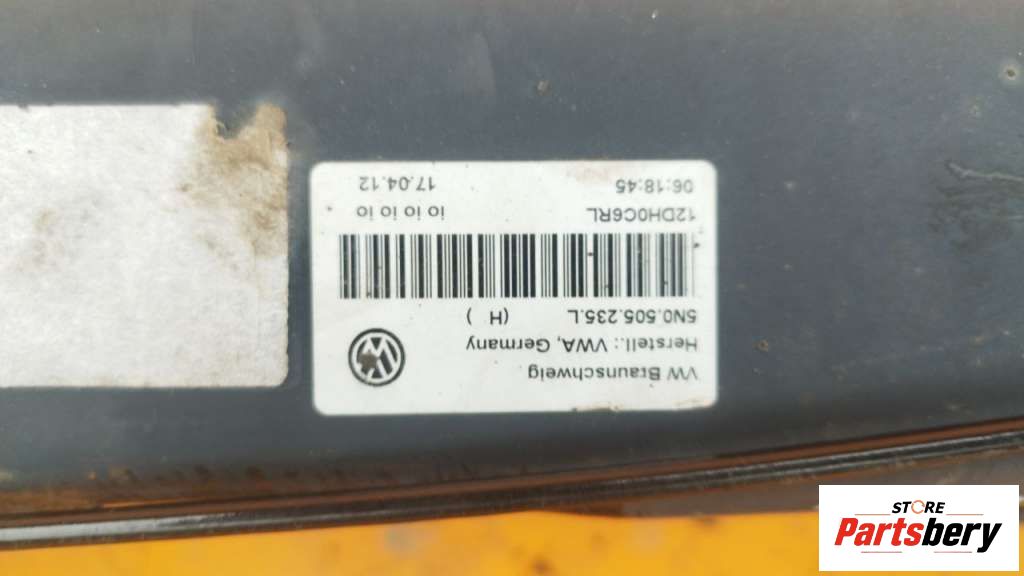 VW Braunschweig
Herstell.: VWA, Germany
5N0.505.235.L (H )
12DH0C6RL io io io io
06:18:45 17.04.12
STORE
Partsbery